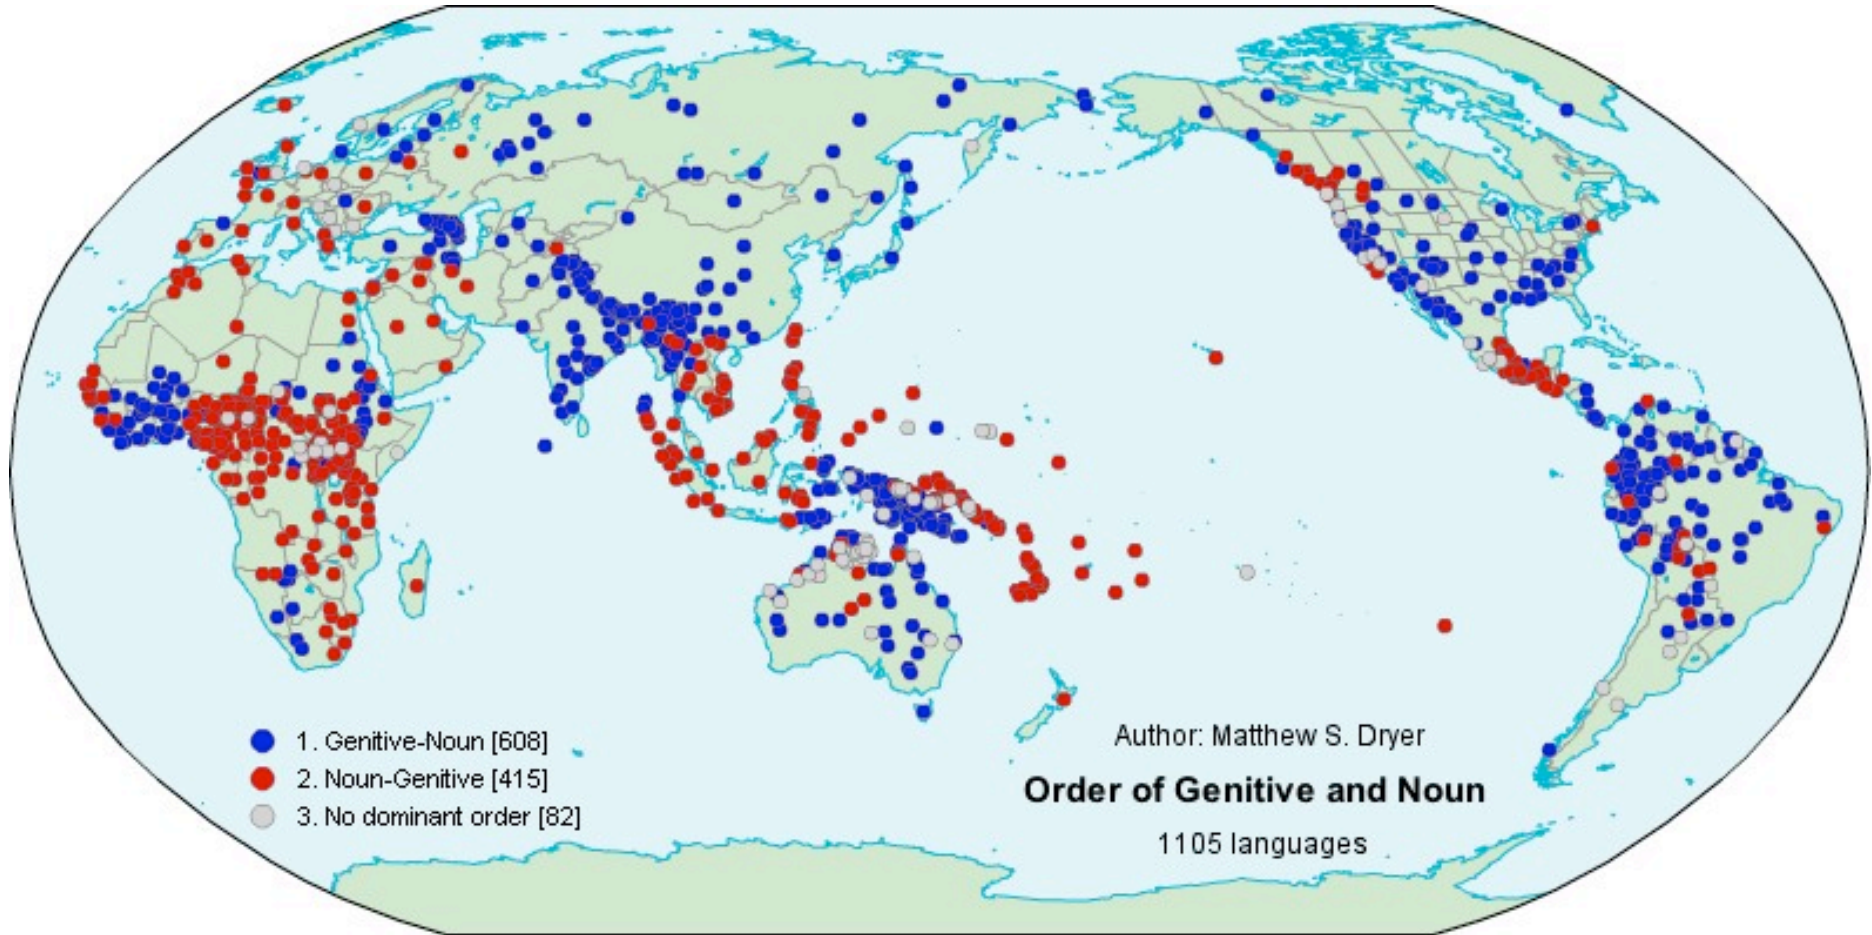 1. Genitive-Noun [608]
2. Noun-Genitive [415]
3. No dominant order [82]
Author: Matthew S. Dryer
Order of Genitive and Noun
1105 languages